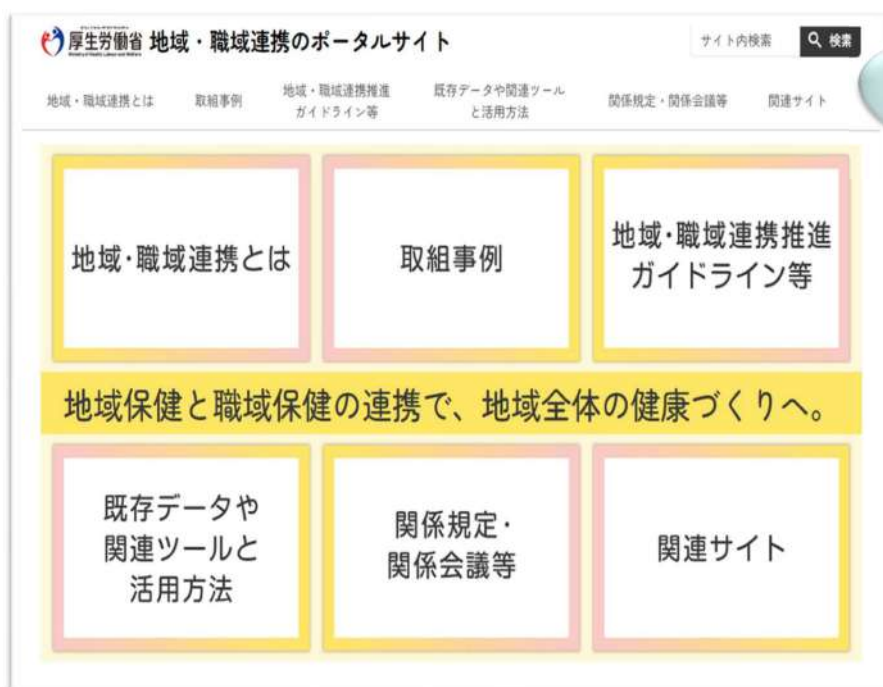 厚生労働省 地域・職域連携のポータルサイト
サイト内検索
検索
地域・職域連携とは
取組事例
地域・職域連携推進
ガイドライン等
既存データや関連ツール
と活用方法
関係規定・関係会議等
関連サイト
地域・職域連携とは
取組事例
地域・職域連携推進
ガイドライン等
地域保健と職域保健の連携で、地域全体の健康づくりへ。
既存データや
関連ツールと
活用方法
関係規定・
関係会議等
関連サイト